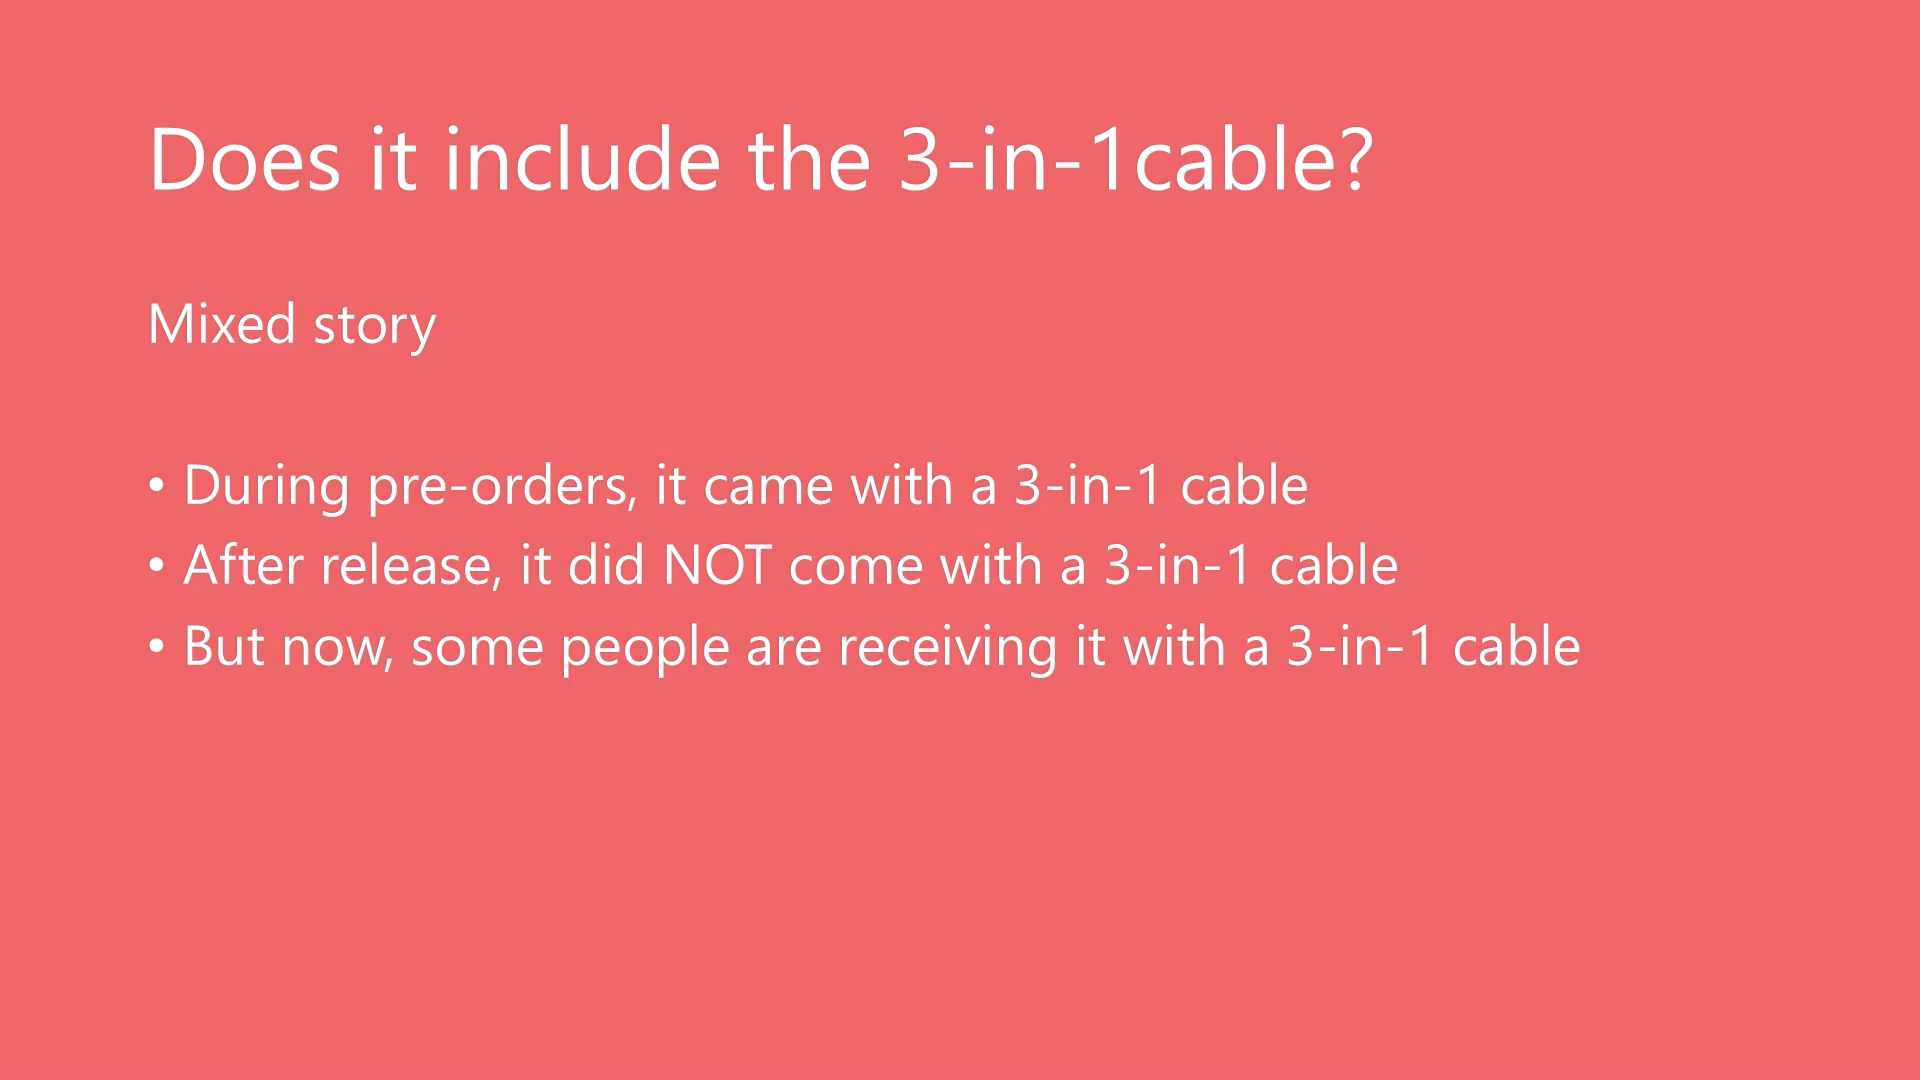 Does it include the 3-in-1cable?
Mixed story
• During pre-orders, it came with a 3-in-1 cable
• After release, it did NOT come with a 3-in-1 cable
• But now, some people are receiving it with a 3-in-1 cable